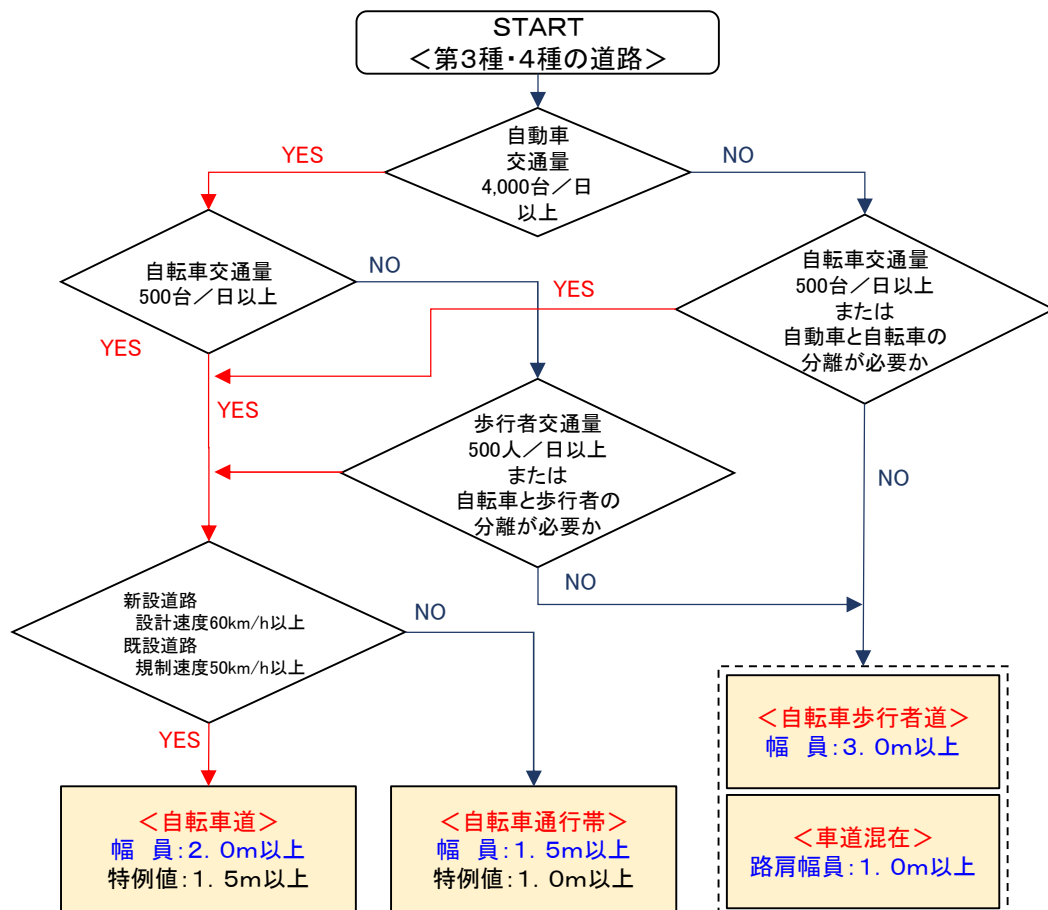 START
＜第３種・４種の道路＞
自動車
交通量
4,000台／日
以上
YES
NO
自転車交通量
500台／日以上
NO
YES
自転車交通量
500台／日以上
または
自動車と自転車の
分離が必要か
YES
YES
歩行者交通量
500人／日以上
または
自転車と歩行者の
分離が必要か
NO
NO
新設道路
設計速度60km/h以上
既設道路
規制速度50km/h以上
NO
YES
＜自転車歩行者道＞
幅　員：３．０ｍ以上
＜自転車道＞
幅　員：２．０ｍ以上
特例値：１．５ｍ以上
＜自転車通行帯＞
幅　員：１．５ｍ以上
特例値：１．０ｍ以上
＜車道混在＞
路肩幅員：１．０ｍ以上